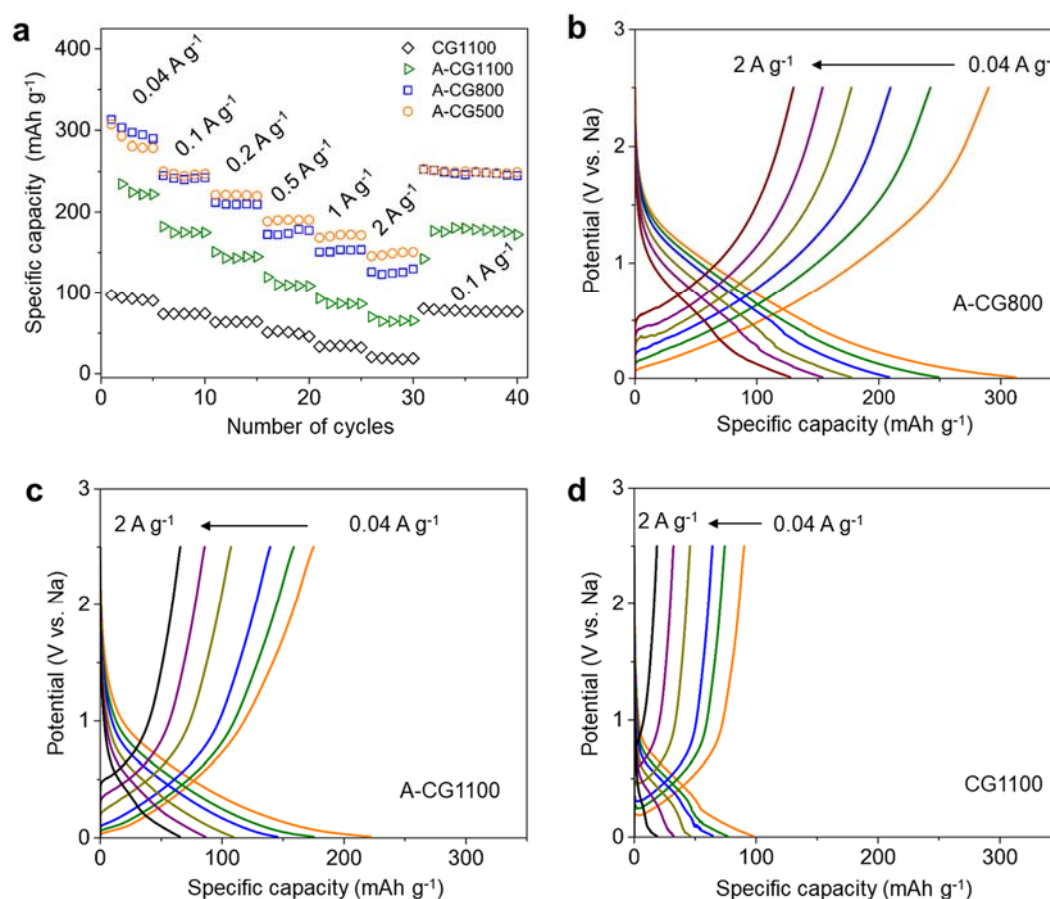 a
400
300
200
100
0
Specific capacity (mAh g⁻¹)
0.04 A g⁻¹
0.1 A g⁻¹
0.2 A g⁻¹
0.5 A g⁻¹
1 A g⁻¹
2 A g⁻¹
0.1 A g⁻¹
CG1100
A-CG1100
A-CG800
A-CG500
0 10 20 30 40
Number of cycles
b
3
2
1
0
Potential (V vs. Na)
2 A g⁻¹ 0.04 A g⁻
A-CG800
0 100 200 300
Specific capacity (mAh g⁻¹)
c
3
2
1
0
Potential (V vs. Na)
2 A g⁻¹ 0.04 A g⁻¹
A-CG1100
0 100 200 300
Specific capacity (mAh g⁻¹)
d
3
2
1
0
Potential (V vs. Na)
2 A g⁻¹ 0.04 A g⁻¹
CG1100
0 100 200 300
Specific capacity (mAh g⁻¹)